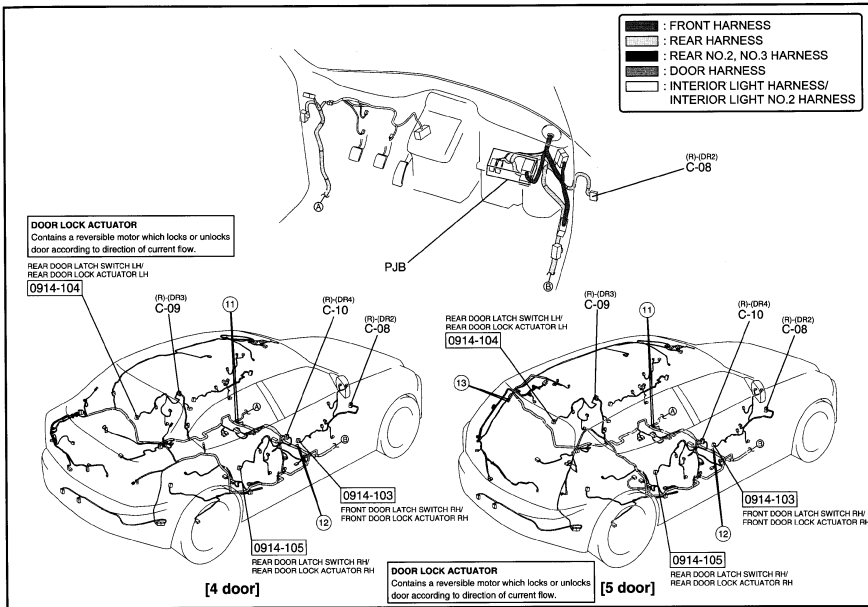 : FRONT HARNESS
: REAR HARNESS
: REAR NO.2, NO.3 HARNESS
: DOOR HARNESS
: INTERIOR LIGHT HARNESS/
INTERIOR LIGHT NO.2 HARNESS
(R)-(DR2)
C-08
A
PJB
B
DOOR LOCK ACTUATOR
Contains a reversible motor which locks or unlocks
door according to direction of current flow.
REAR DOOR LATCH SWITCH LH/
REAR DOOR LOCK ACTUATOR LH
0914-104
(R)-(DR3)
C-09
11
(R)-(DR4)
C-10
(R)-(DR2)
C-08
A
B
0914-103
FRONT DOOR LATCH SWITCH RH/
FRONT DOOR LOCK ACTUATOR RH
12
0914-105
REAR DOOR LATCH SWITCH RH/
REAR DOOR LOCK ACTUATOR RH
[4 door]
REAR DOOR LATCH SWITCH LH/
REAR DOOR LOCK ACTUATOR LH
0914-104
(R)-(DR3)
C-09
11
(R)-(DR4)
C-10
(R)-(DR2)
C-08
13
A
B
0914-103
FRONT DOOR LATCH SWITCH RH/
FRONT DOOR LOCK ACTUATOR RH
12
0914-105
REAR DOOR LATCH SWITCH RH/
REAR DOOR LOCK ACTUATOR RH
DOOR LOCK ACTUATOR
Contains a reversible motor which locks or unlocks
door according to direction of current flow.
[5 door]